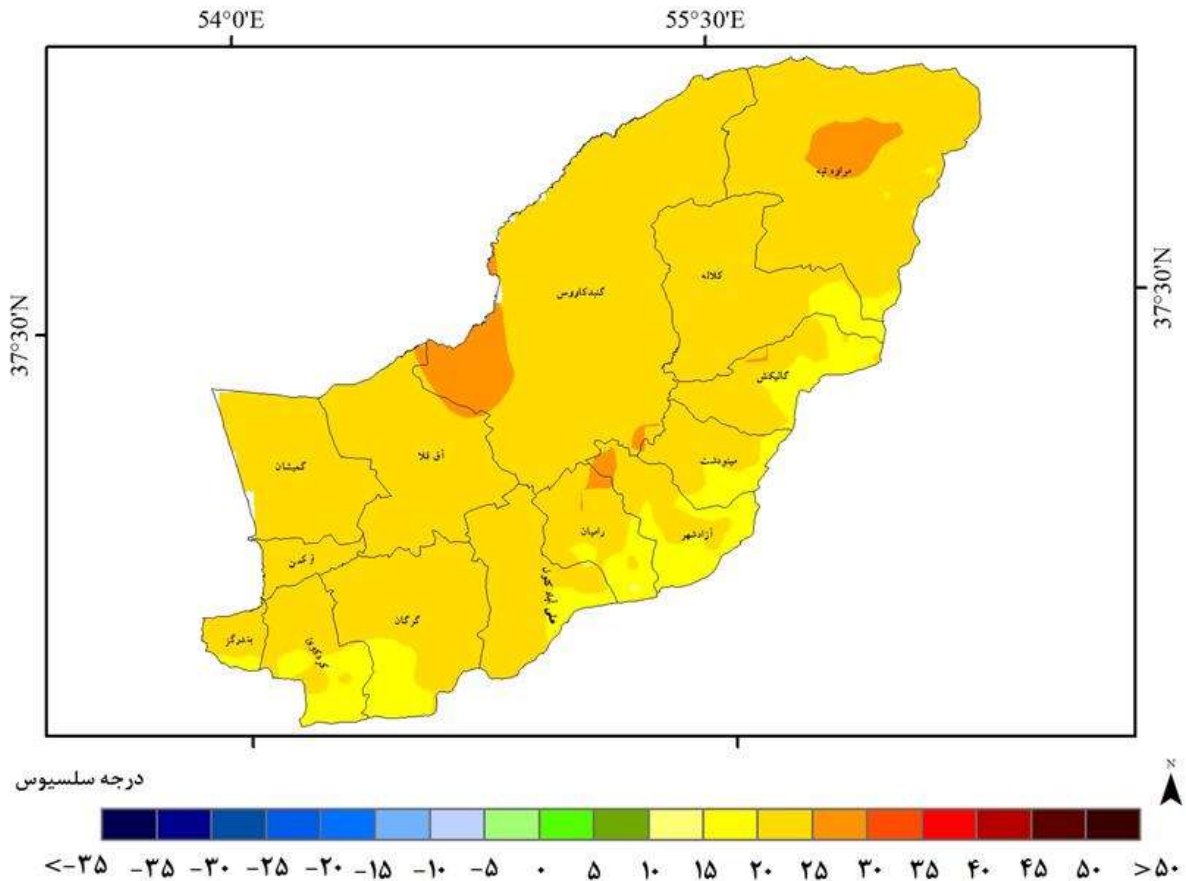 54°0'E 55°30'E
37°30'N
37°30'N
مراوه تپه
کلاله
گنبدکاووس
گالیکش
گمیشان
آق قلا
مینودشت
رامیان
آزادشهر
ترکمن
علی آباد کتول
گرگان
بندرگز
کردکوی
درجه سلسیوس
N
<-۳۵ -۳۵ -۳۰ -۲۵ -۲۰ -۱۵ -۱۰ -۵ ۰ ۵ ۱۰ ۱۵ ۲۰ ۲۵ ۳۰ ۳۵ ۴۰ ۴۵ ۵۰ >۵۰